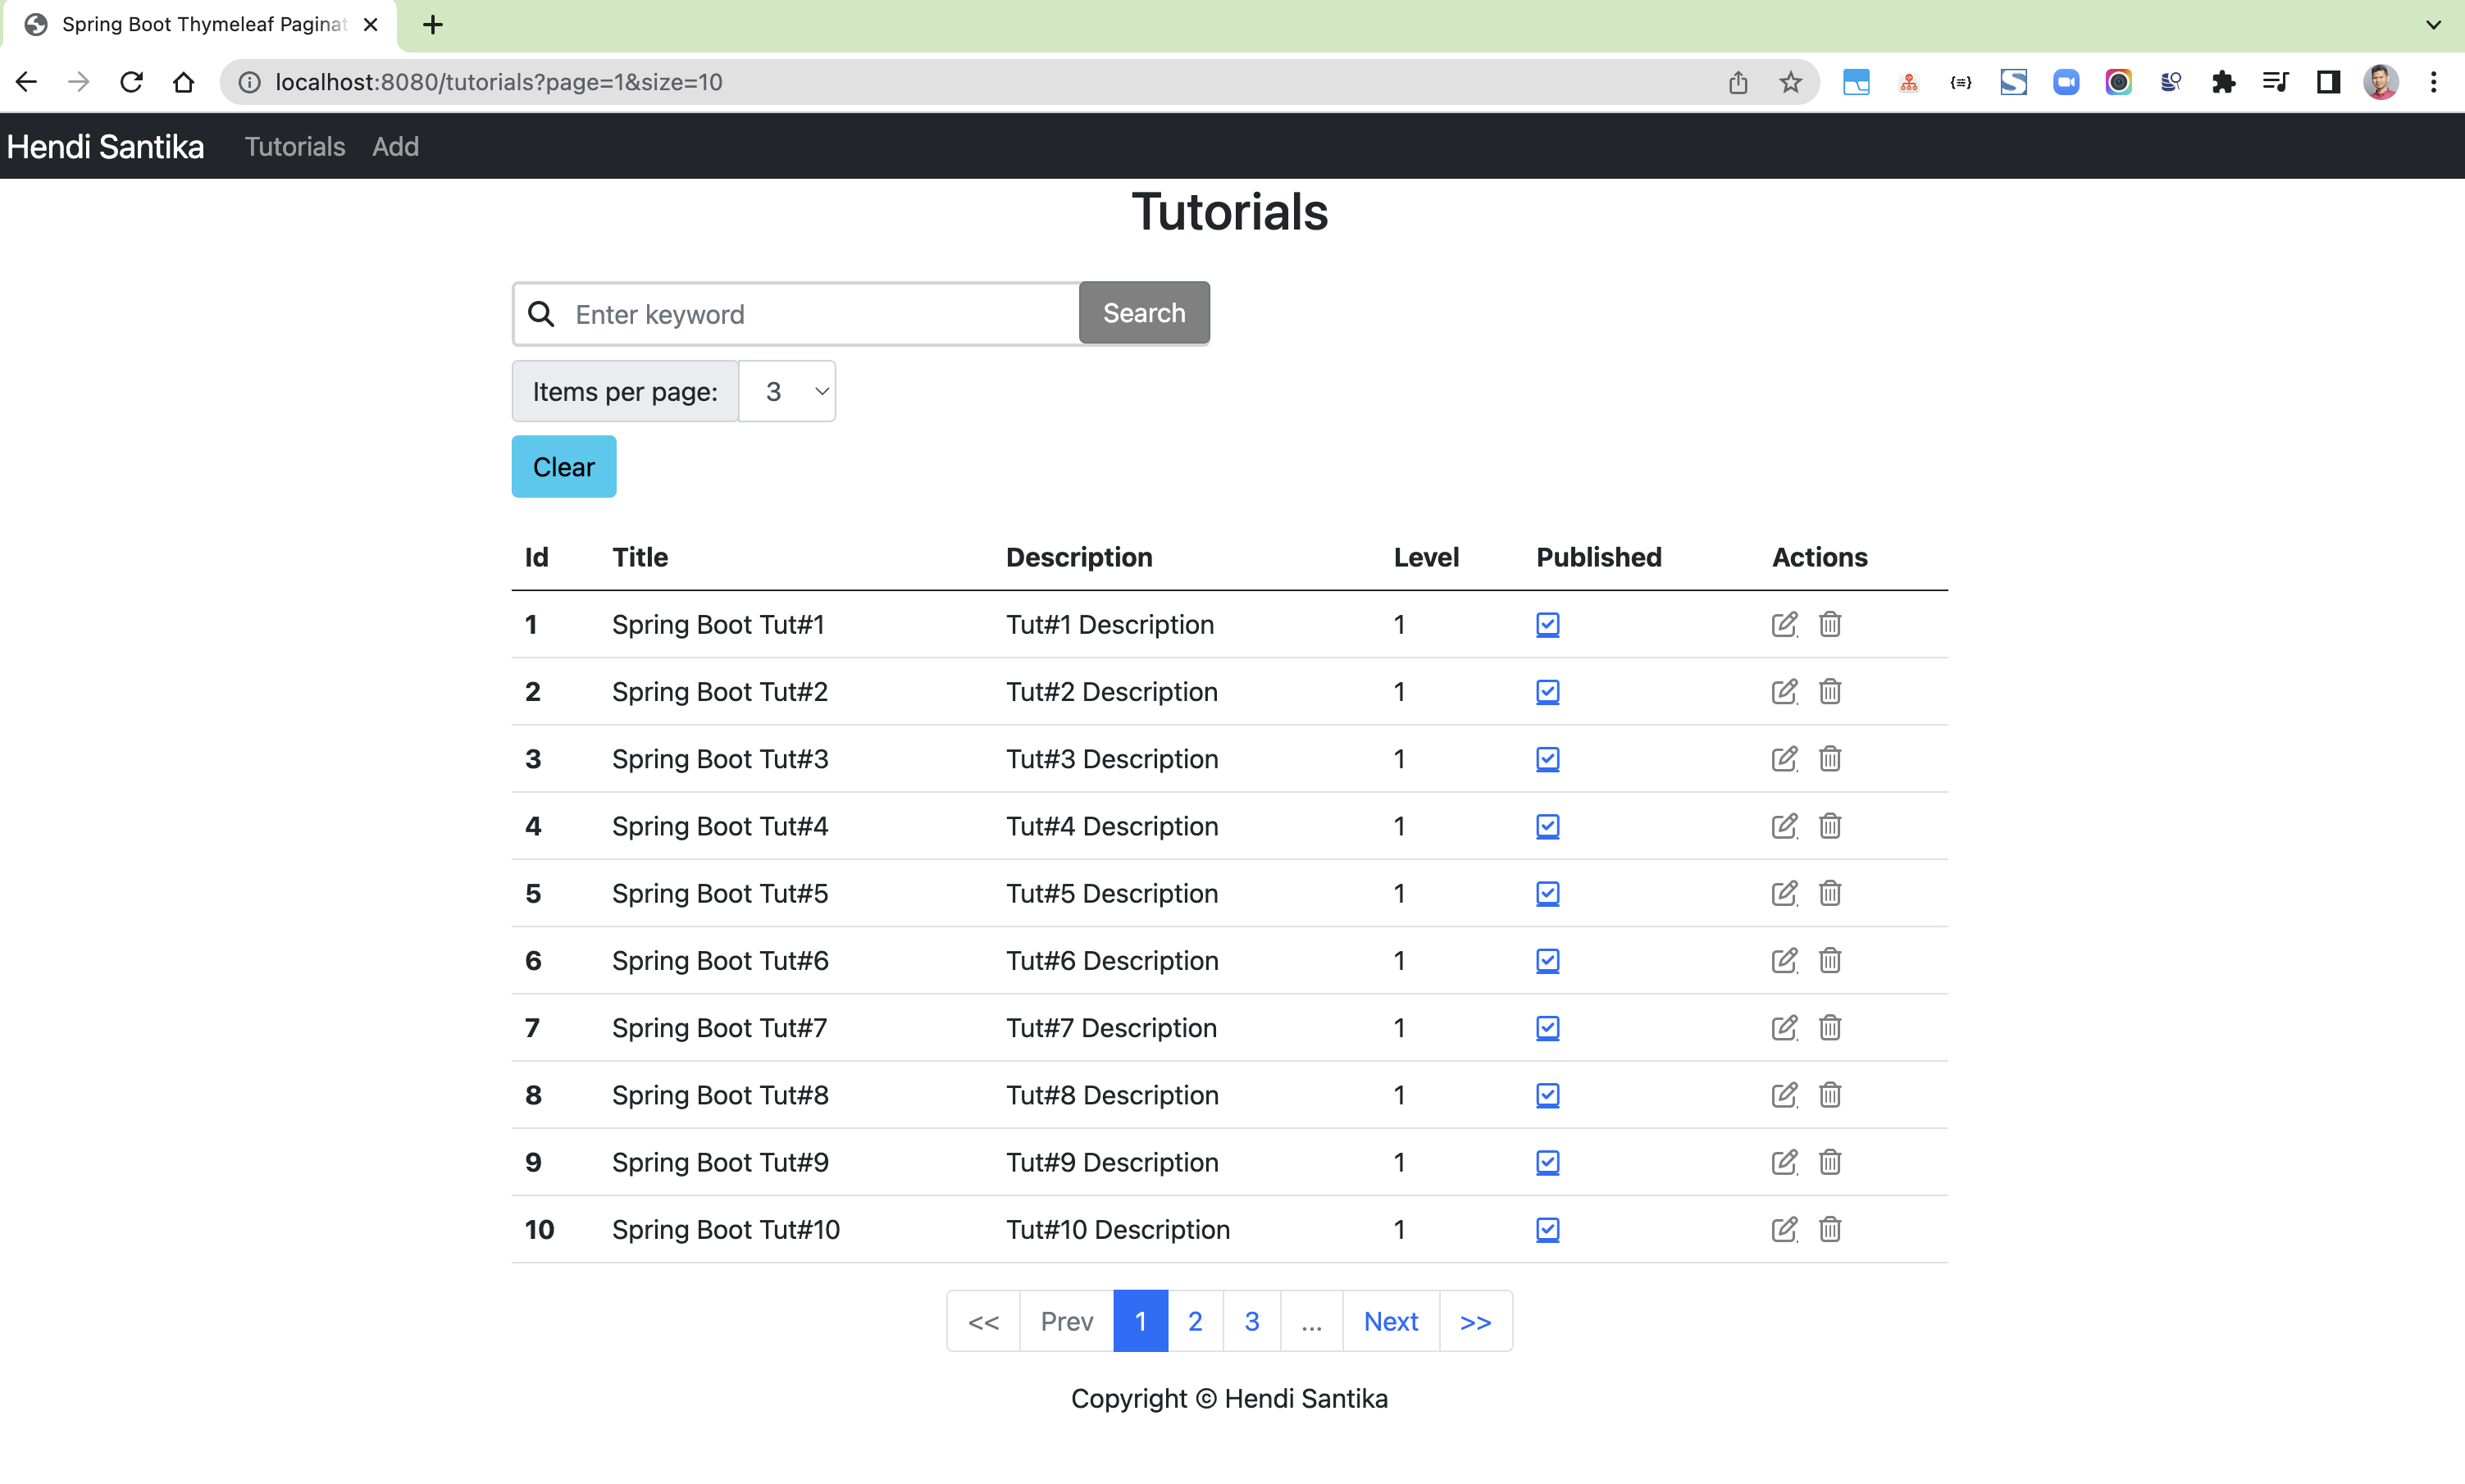 Spring Boot Thymeleaf Paginat
localhost:8080/tutorials?page=1&size=10
Hendi Santika Tutorials Add
Tutorials
Enter keyword Search
Items per page: 3
Clear
Id Title Description Level Published Actions
1 Spring Boot Tut#1 Tut#1 Description 1
2 Spring Boot Tut#2 Tut#2 Description 1
3 Spring Boot Tut#3 Tut#3 Description 1
4 Spring Boot Tut#4 Tut#4 Description 1
5 Spring Boot Tut#5 Tut#5 Description 1
6 Spring Boot Tut#6 Tut#6 Description 1
7 Spring Boot Tut#7 Tut#7 Description 1
8 Spring Boot Tut#8 Tut#8 Description 1
9 Spring Boot Tut#9 Tut#9 Description 1
10 Spring Boot Tut#10 Tut#10 Description 1
<< Prev 1 2 3 ... Next >>
Copyright © Hendi Santika